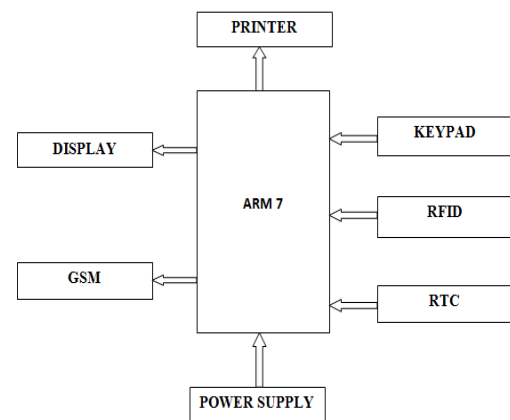 PRINTER
DISPLAY
KEYPAD
ARM 7
RFID
GSM
RTC
POWER SUPPLY